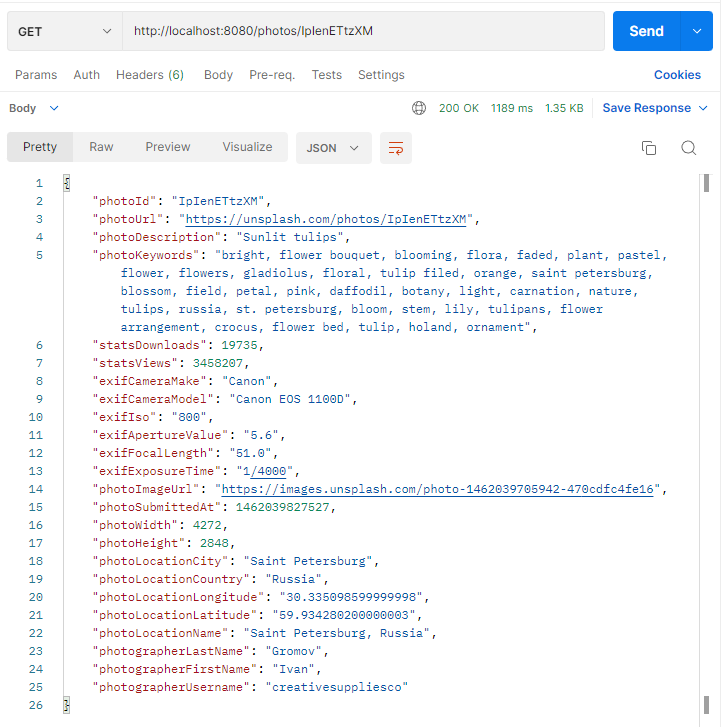 GET http://localhost:8080/photos/IpIenETtzXM Send
Params Auth Headers (6) Body Pre-req. Tests Settings Cookies
Body 200 OK 1189 ms 1.35 KB Save Response
Pretty Raw Preview Visualize JSON
1 {
2 "photoId": "IpIenETtzXM",
3 "photoUrl": "https://unsplash.com/photos/IpIenETtzXM",
4 "photoDescription": "Sunlit tulips",
5 "photoKeywords": "bright, flower bouquet, blooming, flora, faded, plant, pastel,
flower, flowers, gladiolus, floral, tulip filed, orange, saint petersburg,
blossom, field, petal, pink, daffodil, botany, light, carnation, nature,
tulips, russia, st. petersburg, bloom, stem, lily, tulipans, flower
arrangement, crocus, flower bed, tulip, holand, ornament",
6 "statsDownloads": 19735,
7 "statsViews": 3458207,
8 "exifCameraMake": "Canon",
9 "exifCameraModel": "Canon EOS 1100D",
10 "exifIso": "800",
11 "exifApertureValue": "5.6",
12 "exifFocalLength": "51.0",
13 "exifExposureTime": "1/4000",
14 "photoImageUrl": "https://images.unsplash.com/photo-1462039705942-470cdfc4fe16",
15 "photoSubmittedAt": 1462039827527,
16 "photoWidth": 4272,
17 "photoHeight": 2848,
18 "photoLocationCity": "Saint Petersburg",
19 "photoLocationCountry": "Russia",
20 "photoLocationLongitude": "30.335098599999998",
21 "photoLocationLatitude": "59.934280200000003",
22 "photoLocationName": "Saint Petersburg, Russia",
23 "photographerLastName": "Gromov",
24 "photographerFirstName": "Ivan",
25 "photographerUsername": "creativesuppliesco"
26 }